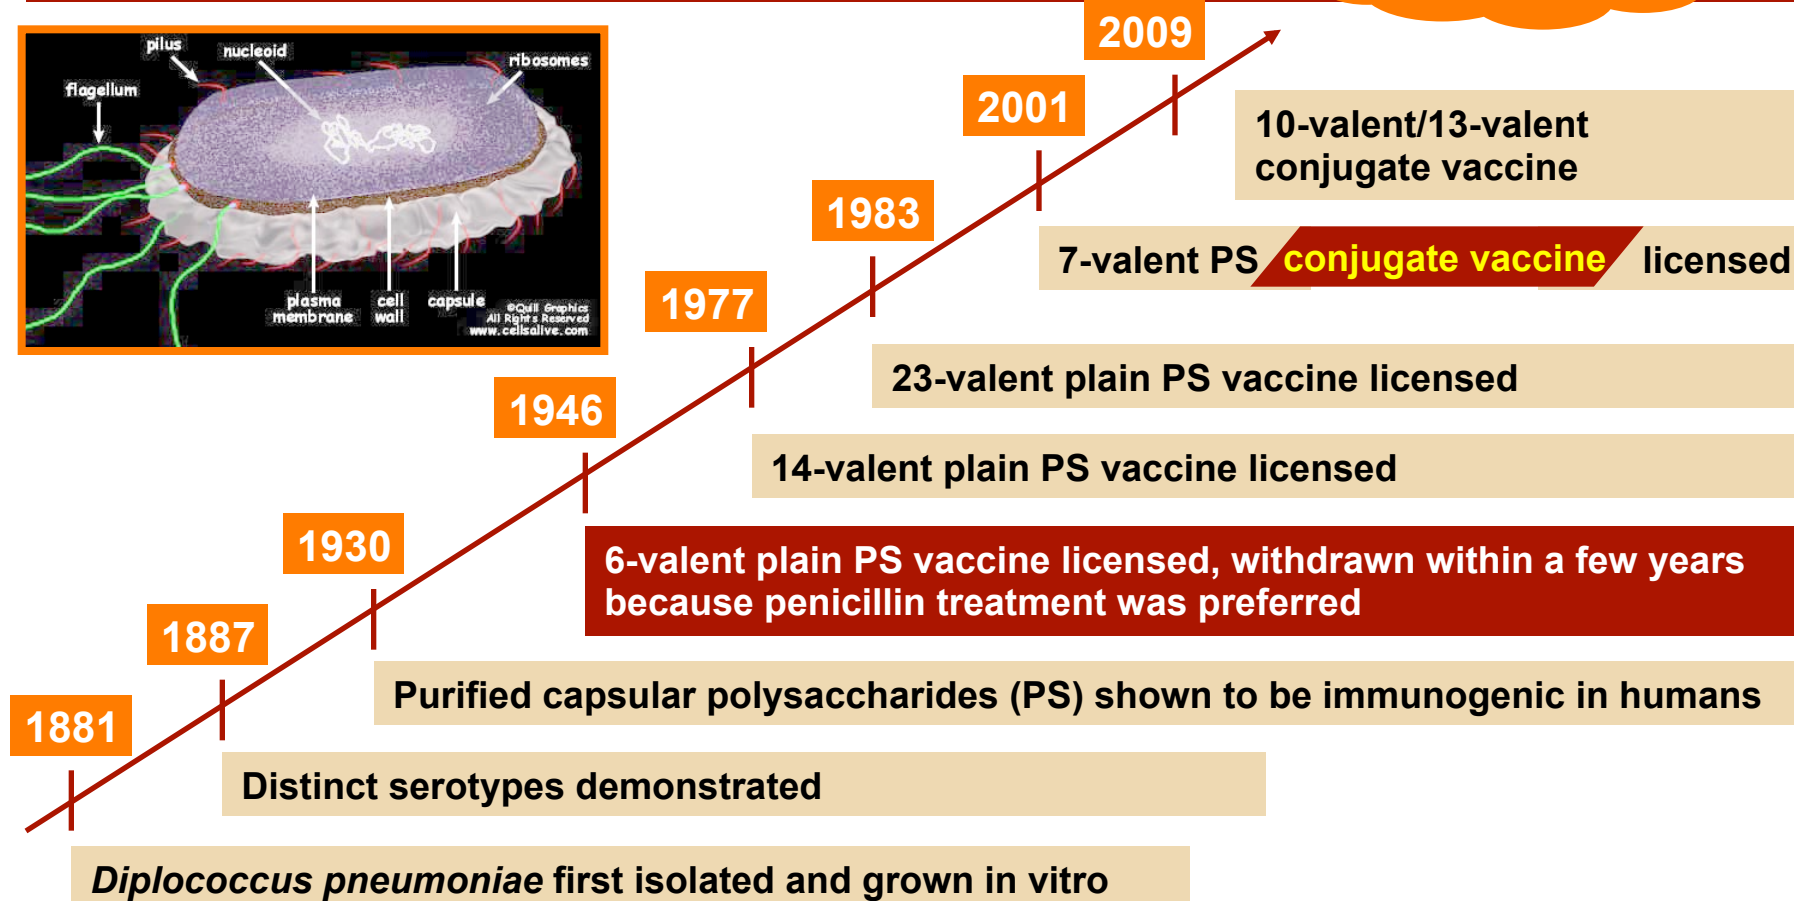 2009
pilus
nucleoid
ribosomes
flagellum
2001
10-valent/13-valent
conjugate vaccine
1983
7-valent PS conjugate vaccine licensed
1977
plasma
membrane
cell
wall
capsule
©Quill Graphics
All Rights Reserved
www.cellsalive.com
23-valent plain PS vaccine licensed
1946
14-valent plain PS vaccine licensed
1930
6-valent plain PS vaccine licensed, withdrawn within a few years
because penicillin treatment was preferred
1887
Purified capsular polysaccharides (PS) shown to be immunogenic in humans
1881
Distinct serotypes demonstrated
Diplococcus pneumoniae first isolated and grown in vitro